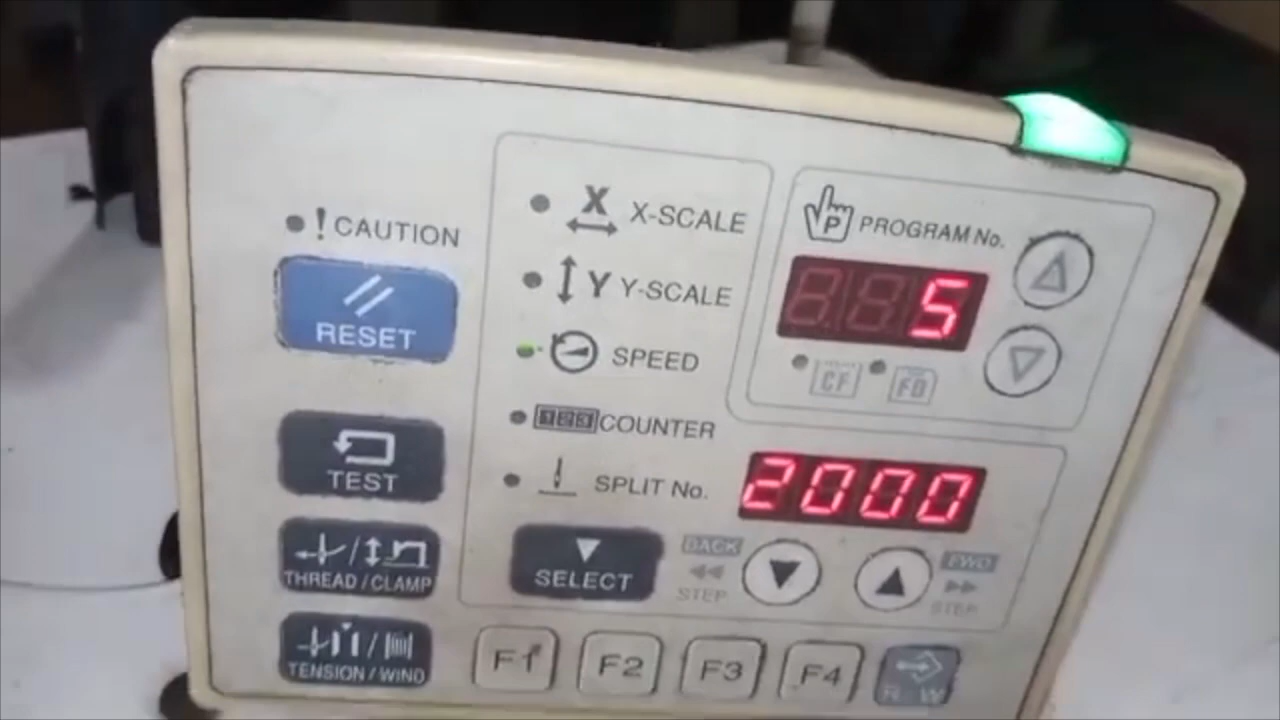 ! CAUTION
RESET
TEST
THREAD / CLAMP
TENSION / WIND
X X-SCALE
Y Y-SCALE
SPEED
123 COUNTER
SPLIT No.
SELECT
P PROGRAM No.
5
CF FD
2000
BACK
STEP
FWD
STEP
F1 F2 F3 F4
R W